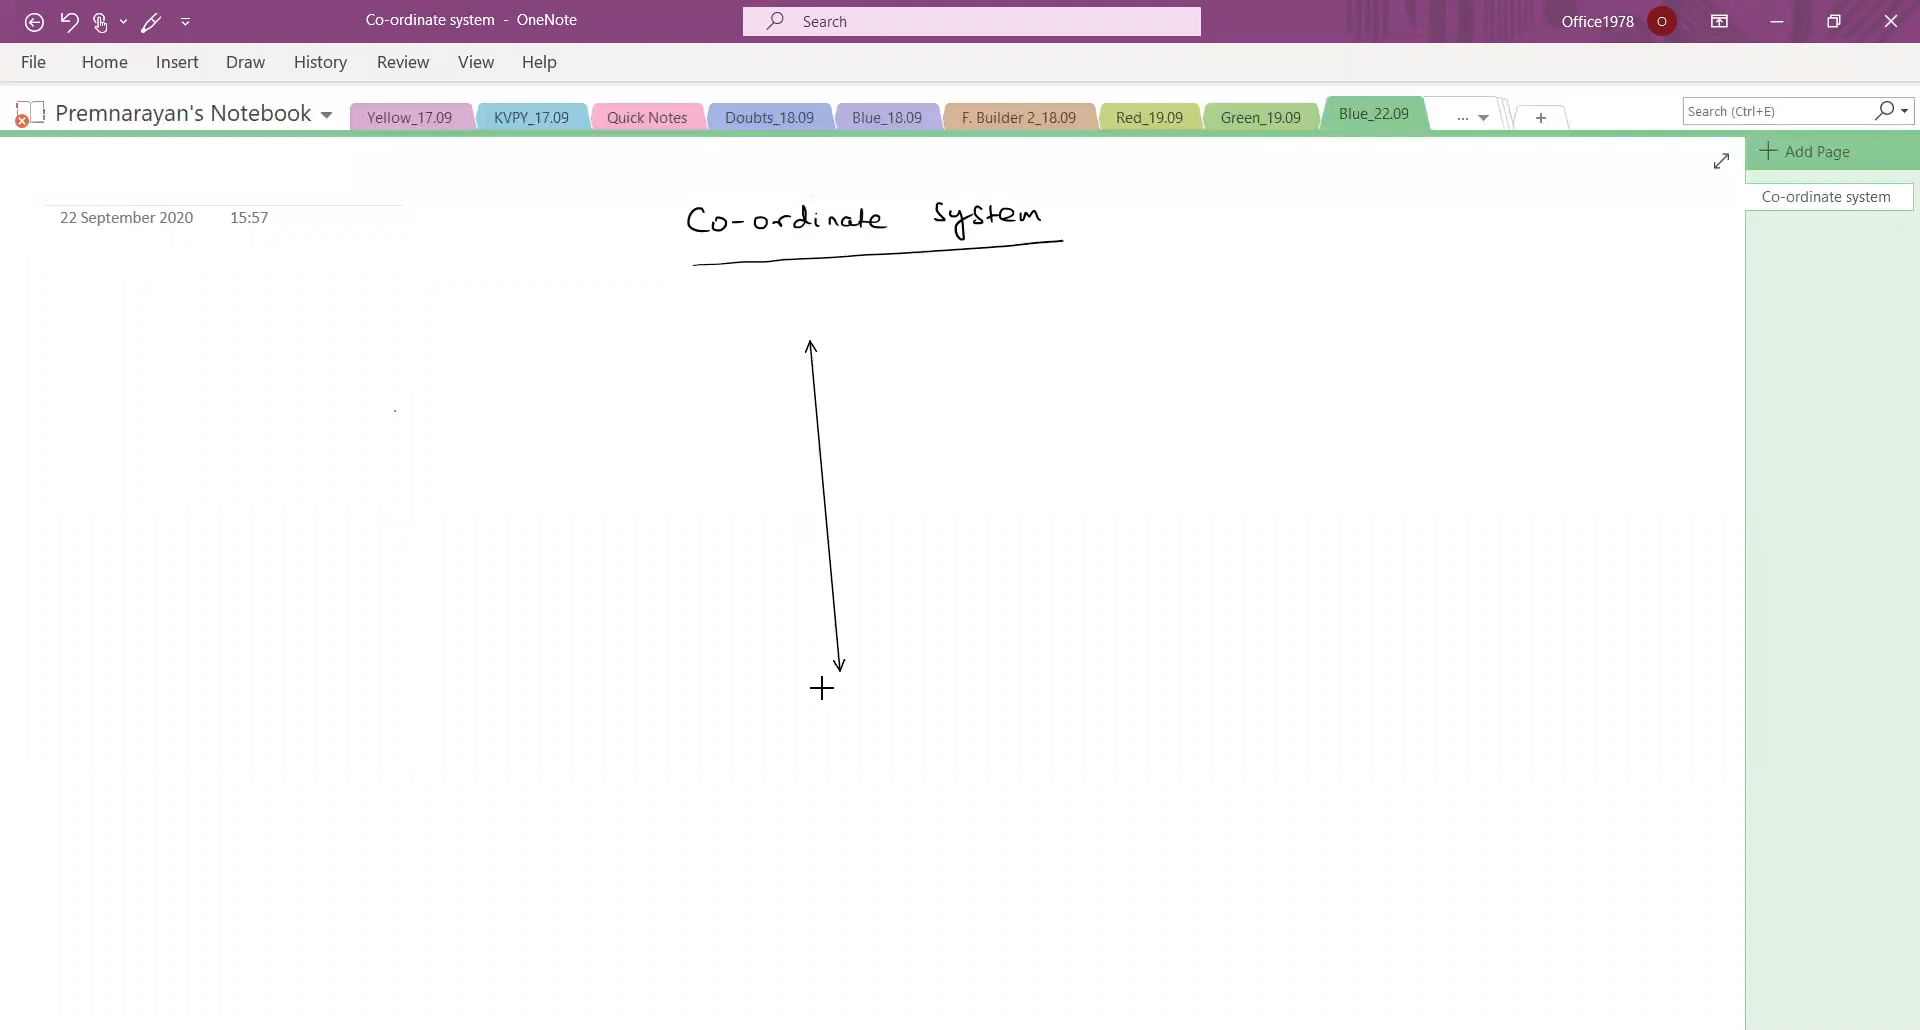 Co-ordinate system - OneNote
Search
Office1978
O
File Home Insert Draw History Review View Help
Premnarayan's Notebook
Yellow_17.09 KVPY_17.09 Quick Notes Doubts_18.09 Blue_18.09 F. Builder 2_18.09 Red_19.09 Green_19.09 Blue_22.09 ...
Search (Ctrl+E)
Add Page
Co-ordinate system
22 September 2020 15:57
Co-ordinate system